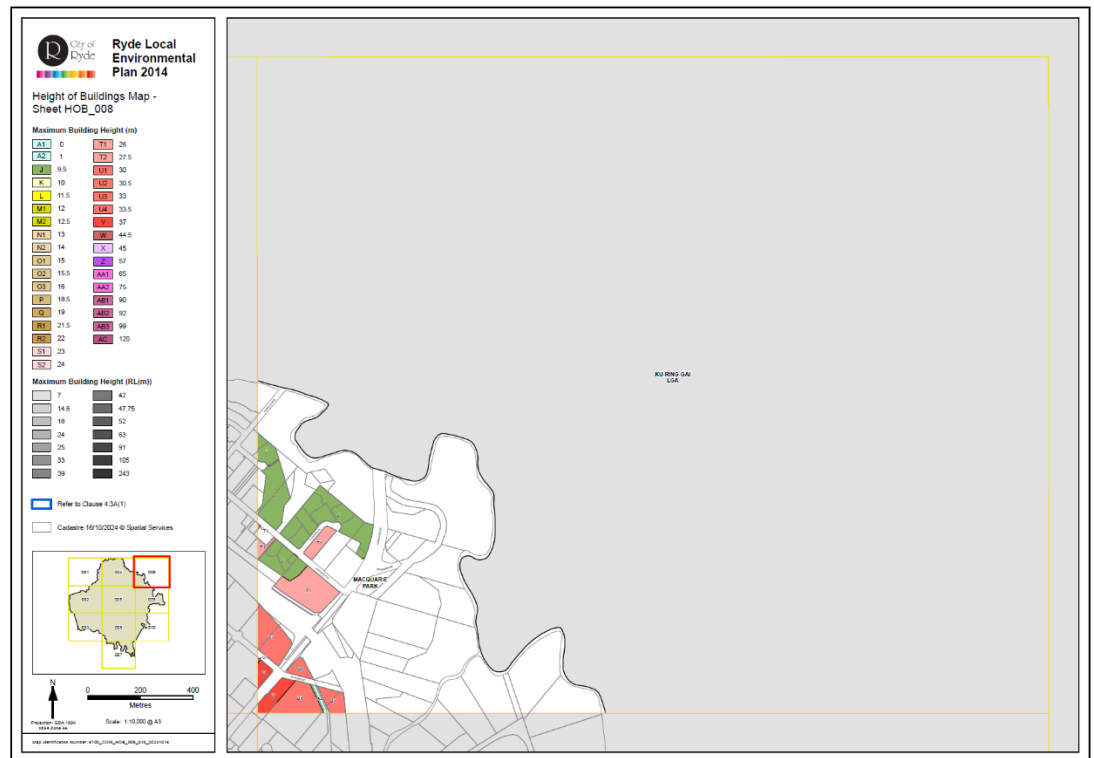 City of
Ryde
R
Ryde Local
Environmental
Plan 2014
Height of Buildings Map -
Sheet HOB_008
Maximum Building Height (m)
A1 0
A2 1
J 9.5
K 10
L 11.5
M1 12
M2 12.5
N1 13
N2 14
O1 15
O2 15.5
O3 16
P 18.5
Q 19
R1 21.5
R2 22
S1 23
S2 24
T1 26
T2 27.5
U1 30
U2 30.5
U3 33
U4 33.5
V 37
W 44.5
X 45
Z 57
AA1 65
AA2 75
AB1 90
AB2 92
AB3 99
AC 120
Maximum Building Height (RL(m))
7
14.6
18
24
25
33
39
42
47.75
52
63
91
105
243
Refer to Clause 4.3A(1)
Cadastre 16/10/2024 © Spatial Services
N
0 200 400
Metres
Projection: GDA 1994
Scale: 1:10,000 @ A3
KU-RING-GAI
LGA
MACQUARIE
PARK